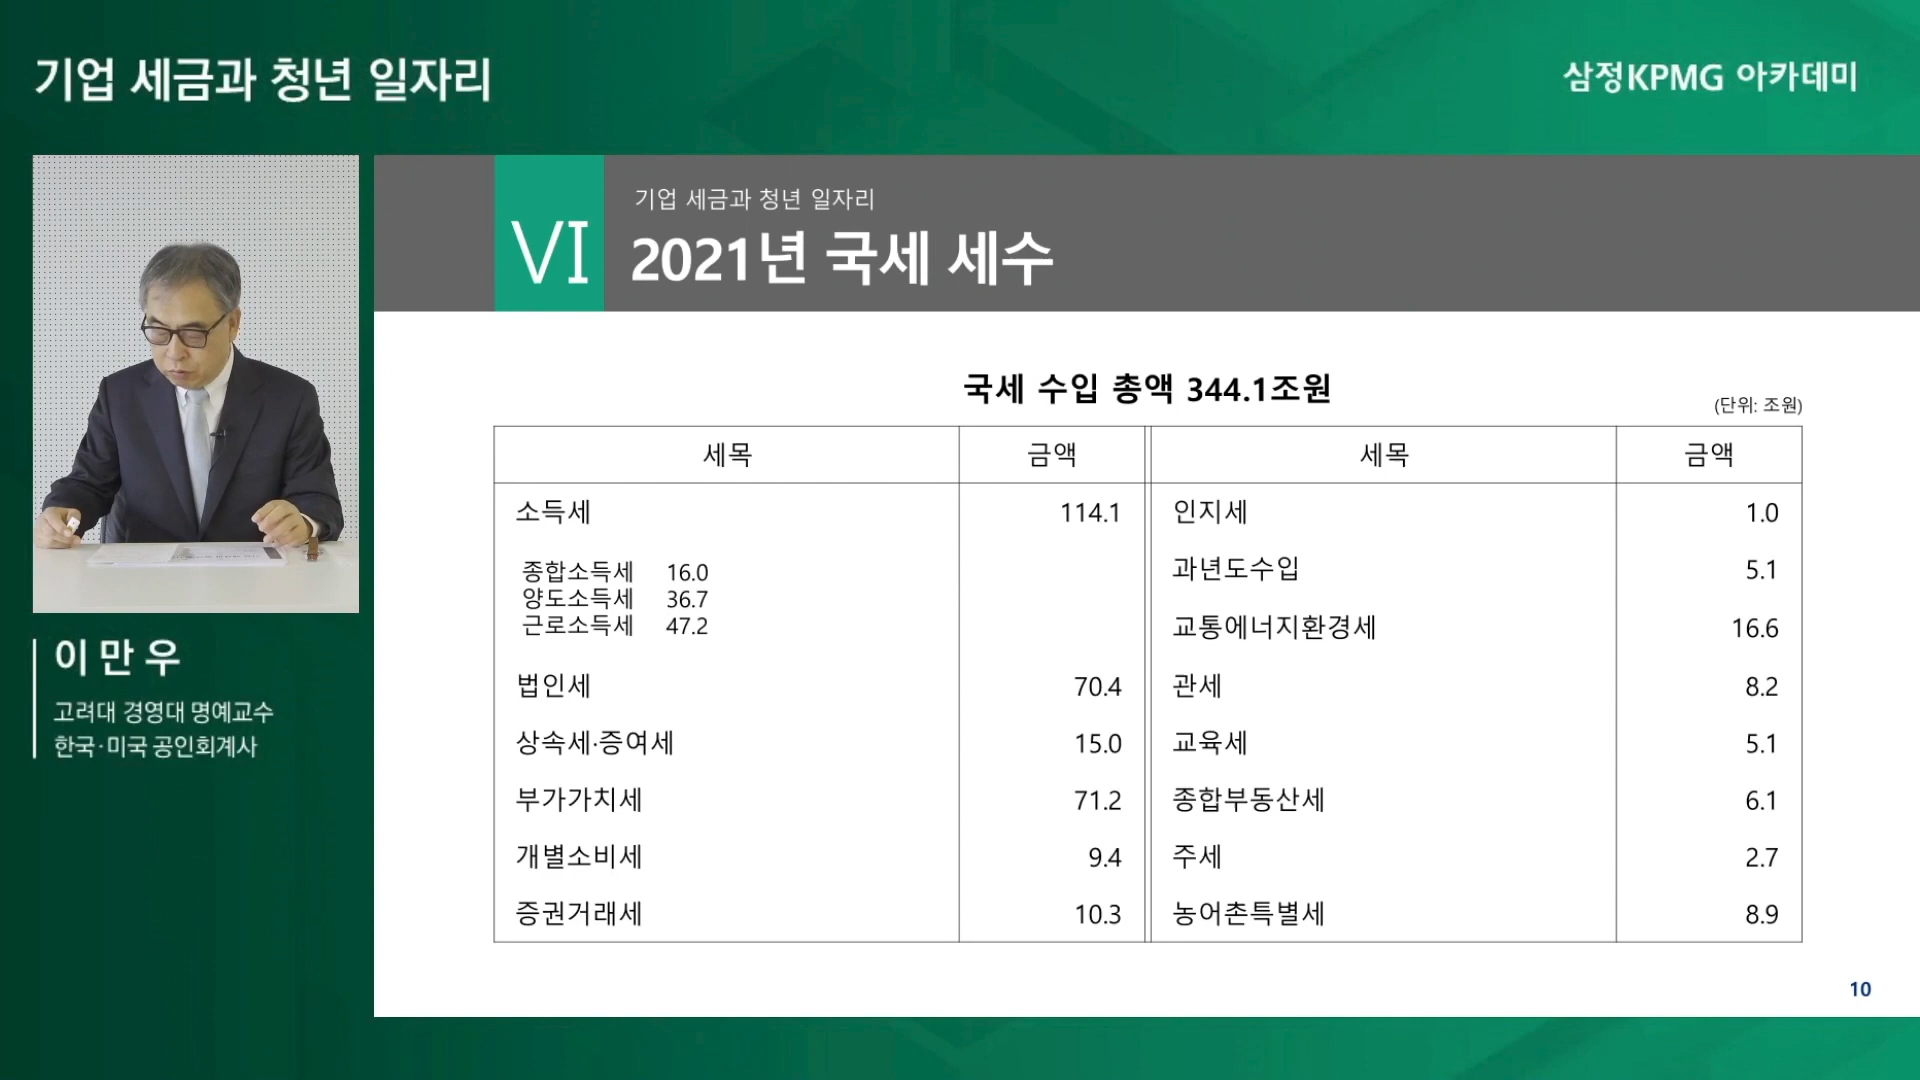 기업 세금과 청년 일자리
삼정KPMG 아카데미
VI
기업 세금과 청년 일자리
2021년 국세 세수
국세 수입 총액 344.1조원
(단위: 조원)
세목 금액 세목 금액
소득세 114.1 인지세 1.0
종합소득세 16.0 과년도수입 5.1
양도소득세 36.7
근로소득세 47.2 교통에너지환경세 16.6
법인세 70.4 관세 8.2
상속세·증여세 15.0 교육세 5.1
부가가치세 71.2 종합부동산세 6.1
개별소비세 9.4 주세 2.7
증권거래세 10.3 농어촌특별세 8.9
10
이만우
고려대 경영대 명예교수
한국·미국 공인회계사